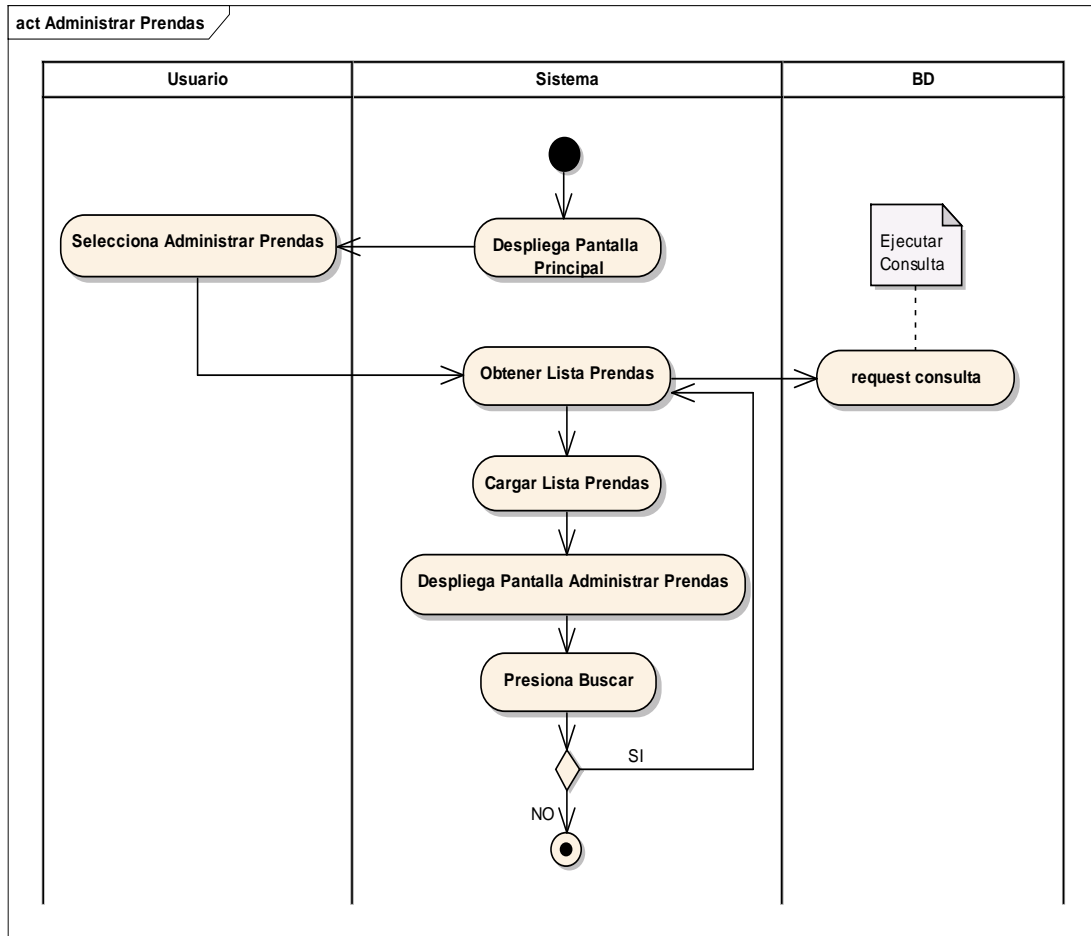 act Administrar Prendas
Usuario
Sistema
BD
Selecciona Administrar Prendas
Despliega Pantalla
Principal
Ejecutar
Consulta
Obtener Lista Prendas
request consulta
Cargar Lista Prendas
Despliega Pantalla Administrar Prendas
Presiona Buscar
SI
NO